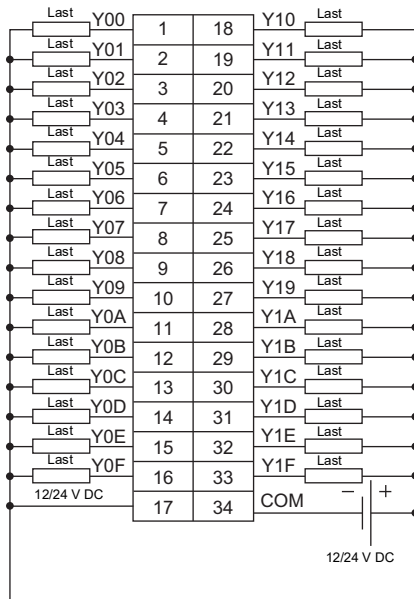 Last Y00 1 18 Y10 Last
Last Y01 2 19 Y11 Last
Last Y02 3 20 Y12 Last
Last Y03 4 21 Y13 Last
Last Y04 5 22 Y14 Last
Last Y05 6 23 Y15 Last
Last Y06 7 24 Y16 Last
Last Y07 8 25 Y17 Last
Last Y08 9 26 Y18 Last
Last Y09 10 27 Y19 Last
Last Y0A 11 28 Y1A Last
Last Y0B 12 29 Y1B Last
Last Y0C 13 30 Y1C Last
Last Y0D 14 31 Y1D Last
Last Y0E 15 32 Y1E Last
Last Y0F 16 33 Y1F Last
12/24 V DC 17 34 COM − +
12/24 V DC